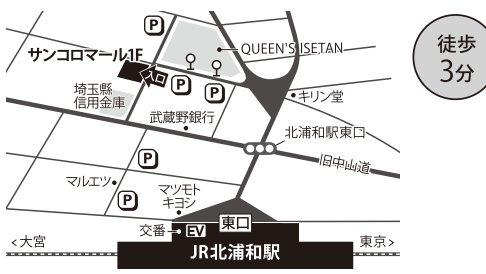 P
QUEEN'S ISETAN
徒歩
3分
サンコロマール1F
入口
P
P
キリン堂
埼玉縣
信用金庫
武蔵野銀行
北浦和駅東口
旧中山道
P
マルエツ
P
マツモト
キヨシ
交番
EV
東口
<大宮
JR北浦和駅
東京>